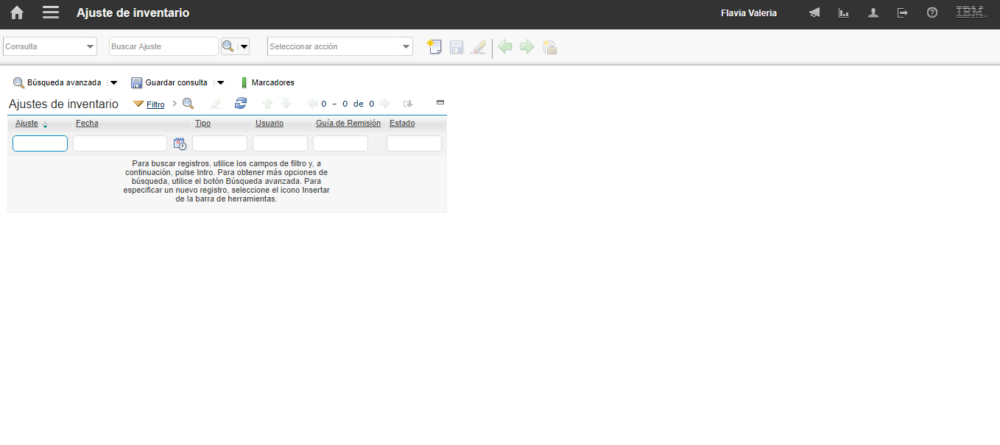 Ajuste de inventario
Flavia Valeria
IBM.
Consulta
Buscar Ajuste
Seleccionar acción
Búsqueda avanzada
Guardar consulta
Marcadores
Ajustes de inventario
Filtro
0 - 0 de 0
Ajuste
Fecha
Tipo
Usuario
Guía de Remisión
Estado
Para buscar registros, utilice los campos de filtro y, a
continuación, pulse Intro. Para obtener más opciones de
búsqueda, utilice el botón Búsqueda avanzada. Para
especificar un nuevo registro, seleccione el icono Insertar
de la barra de herramientas.